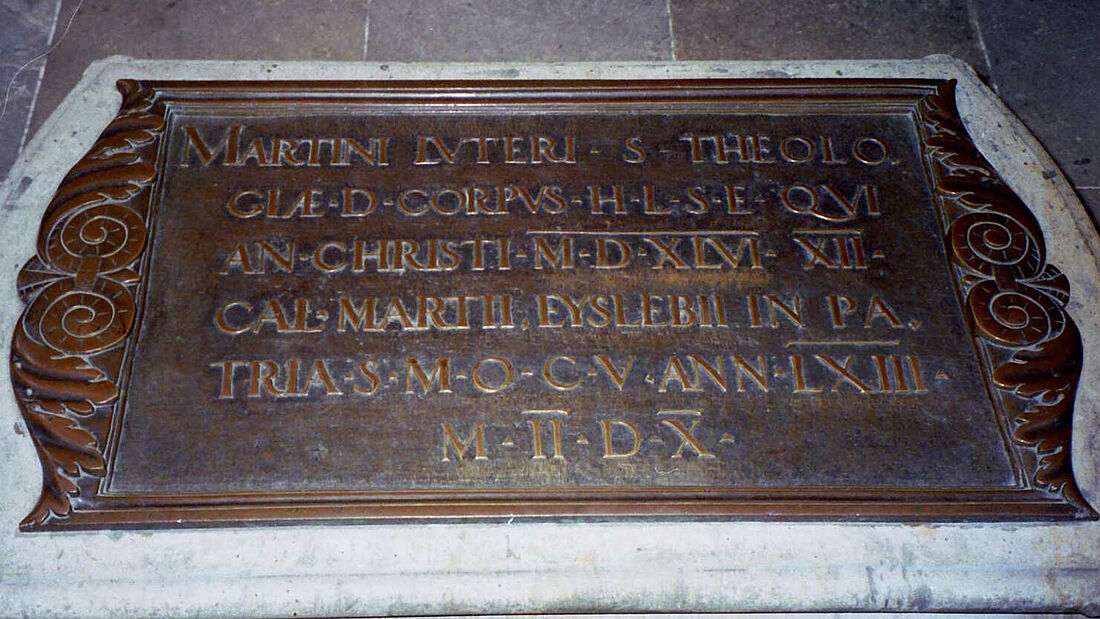 MARTINI LVTERI · S · THEOLO,
GIÆ · D · CORPVS · H · L · S · E · QVI
AN · CHRISTI · M · D · XLVI · XII ·
CAL · MARTII, EYSLEBII IN PA,
TRIA · S · M · O · C · V · ANN · LXIII ·
M · II · D · X ·